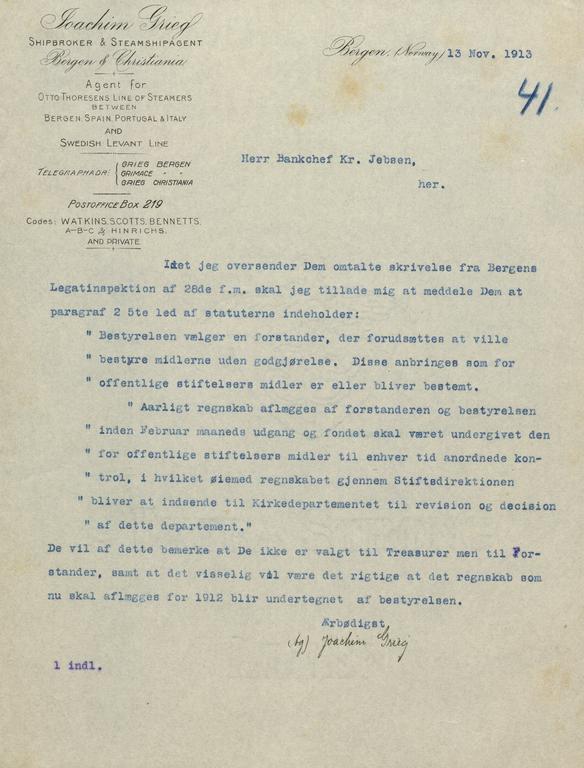 Joachim Grieg
SHIPBROKER & STEAMSHIPAGENT
Bergen & Christiania
Agent for
OTTO THORESENS LINE OF STEAMERS
BETWEEN
BERGEN, SPAIN, PORTUGAL & ITALY
AND
SWEDISH LEVANT LINE
TELEGRAPHADR: GRIEG BERGEN
GRIMACE " "
GRIEG CHRISTIANIA
POSTOFFICE BOX 219
Codes: WATKINS, SCOTTS, BENNETTS,
A-B-C & HINRICHS,
AND PRIVATE.
Bergen, (Norway) 13 Nov. 1913
41.
Herr Bankchef Kr. Jebsen,
her.
Idet jeg oversender Dem omtalte skrivelse fra Bergens
Legatinspektion af 28de f.m. skal jeg tillade mig at meddele Dem at
paragraf 2 5te led af statuterne indeholder:
" Bestyrelsen vælger en forstander, der forudsættes at ville
" bestyre midlerne uden godgjørelse. Disse anbringes som for
" offentlige stiftelsers midler er eller bliver bestemt.
" Aarligt regnskab aflægges af forstanderen og bestyrelsen
" inden Februar maaneds udgang og fondet skal været undergivet den
" for offentlige stiftelsers midler til enhver tid anordnede kon-
" trol, i hvilket øiemed regnskabet gjennem Stiftsdirektionen
" bliver at indsende til Kirkedepartementet til revision og decision
" af dette departement."
De vil af dette bemerke at De ikke er valgt til Treasurer men til For-
stander, samt at det visselig vil være det rigtige at det regnskab som
nu skal aflægges for 1912 blir undertegnet af bestyrelsen.
Ærbødigst,
Joachim Grieg
1 indl.